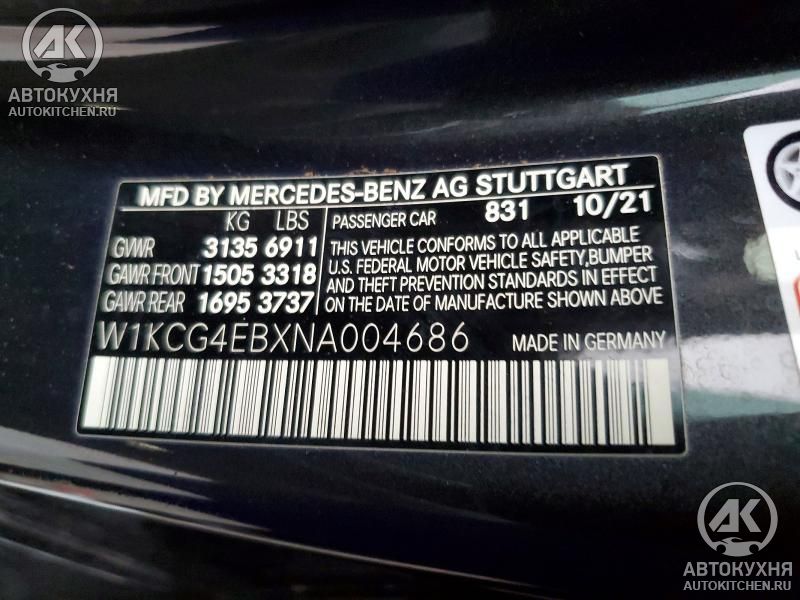 AK
АВТОКУХНЯ
AUTOKITCHEN.RU
MFD BY MERCEDES-BENZ AG STUTTGART
KG LBS
GVWR 3135 6911
GAWR FRONT 1505 3318
GAWR REAR 1695 3737
PASSENGER CAR 831 10/21
THIS VEHICLE CONFORMS TO ALL APPLICABLE
U.S. FEDERAL MOTOR VEHICLE SAFETY,BUMPER
AND THEFT PREVENTION STANDARDS IN EFFECT
ON THE DATE OF MANUFACTURE SHOWN ABOVE
W1KCG4EBXNA004686 MADE IN GERMANY
AK
АВТОКУХНЯ
AUTOKITCHEN.RU